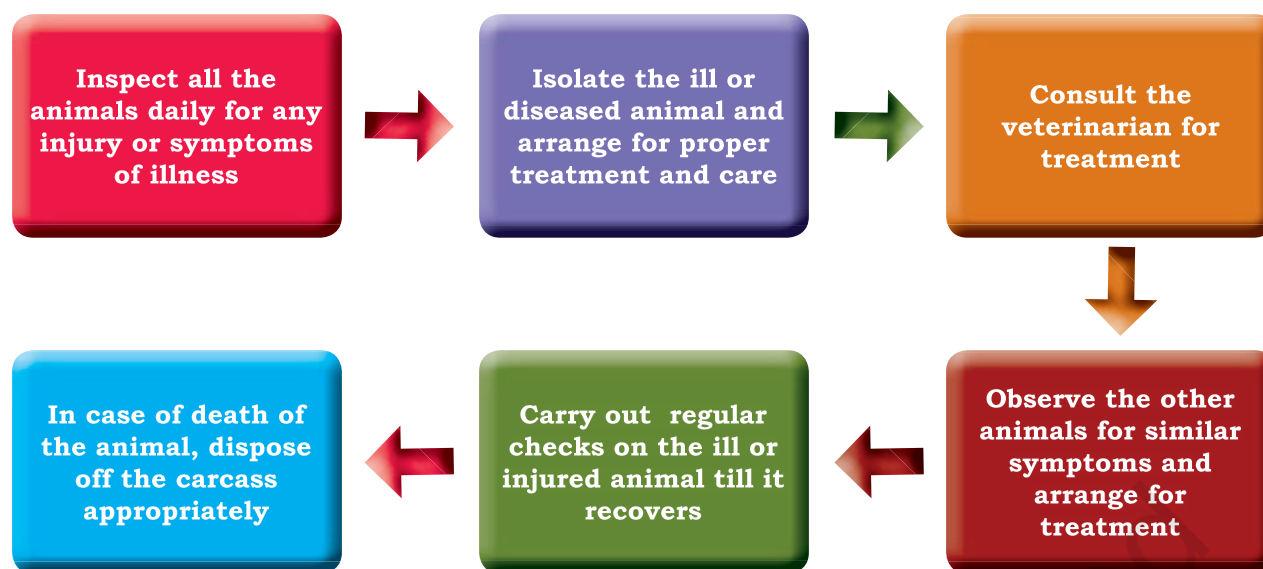 Inspect all the
animals daily for any
injury or symptoms
of illness
Isolate the ill or
diseased animal and
arrange for proper
treatment and care
Consult the
veterinarian for
treatment
Observe the other
animals for similar
symptoms and
arrange for
treatment
Carry out  regular
checks on the ill or
injured animal till it
recovers
In case of death of
the animal, dispose
off the carcass
appropriately